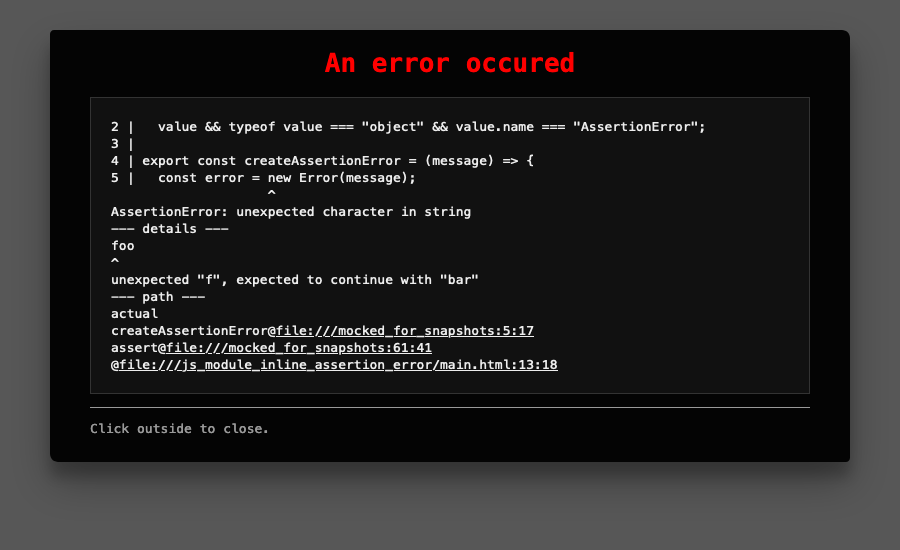 An error occured
2 |   value && typeof value === "object" && value.name === "AssertionError";
3 |
4 | export const createAssertionError = (message) => {
5 |   const error = new Error(message);
                    ^
AssertionError: unexpected character in string
--- details ---
foo
^
unexpected "f", expected to continue with "bar"
--- path ---
actual
createAssertionError@file:///mocked_for_snapshots:5:17
assert@file:///mocked_for_snapshots:61:41
@file:///js_module_inline_assertion_error/main.html:13:18
Click outside to close.